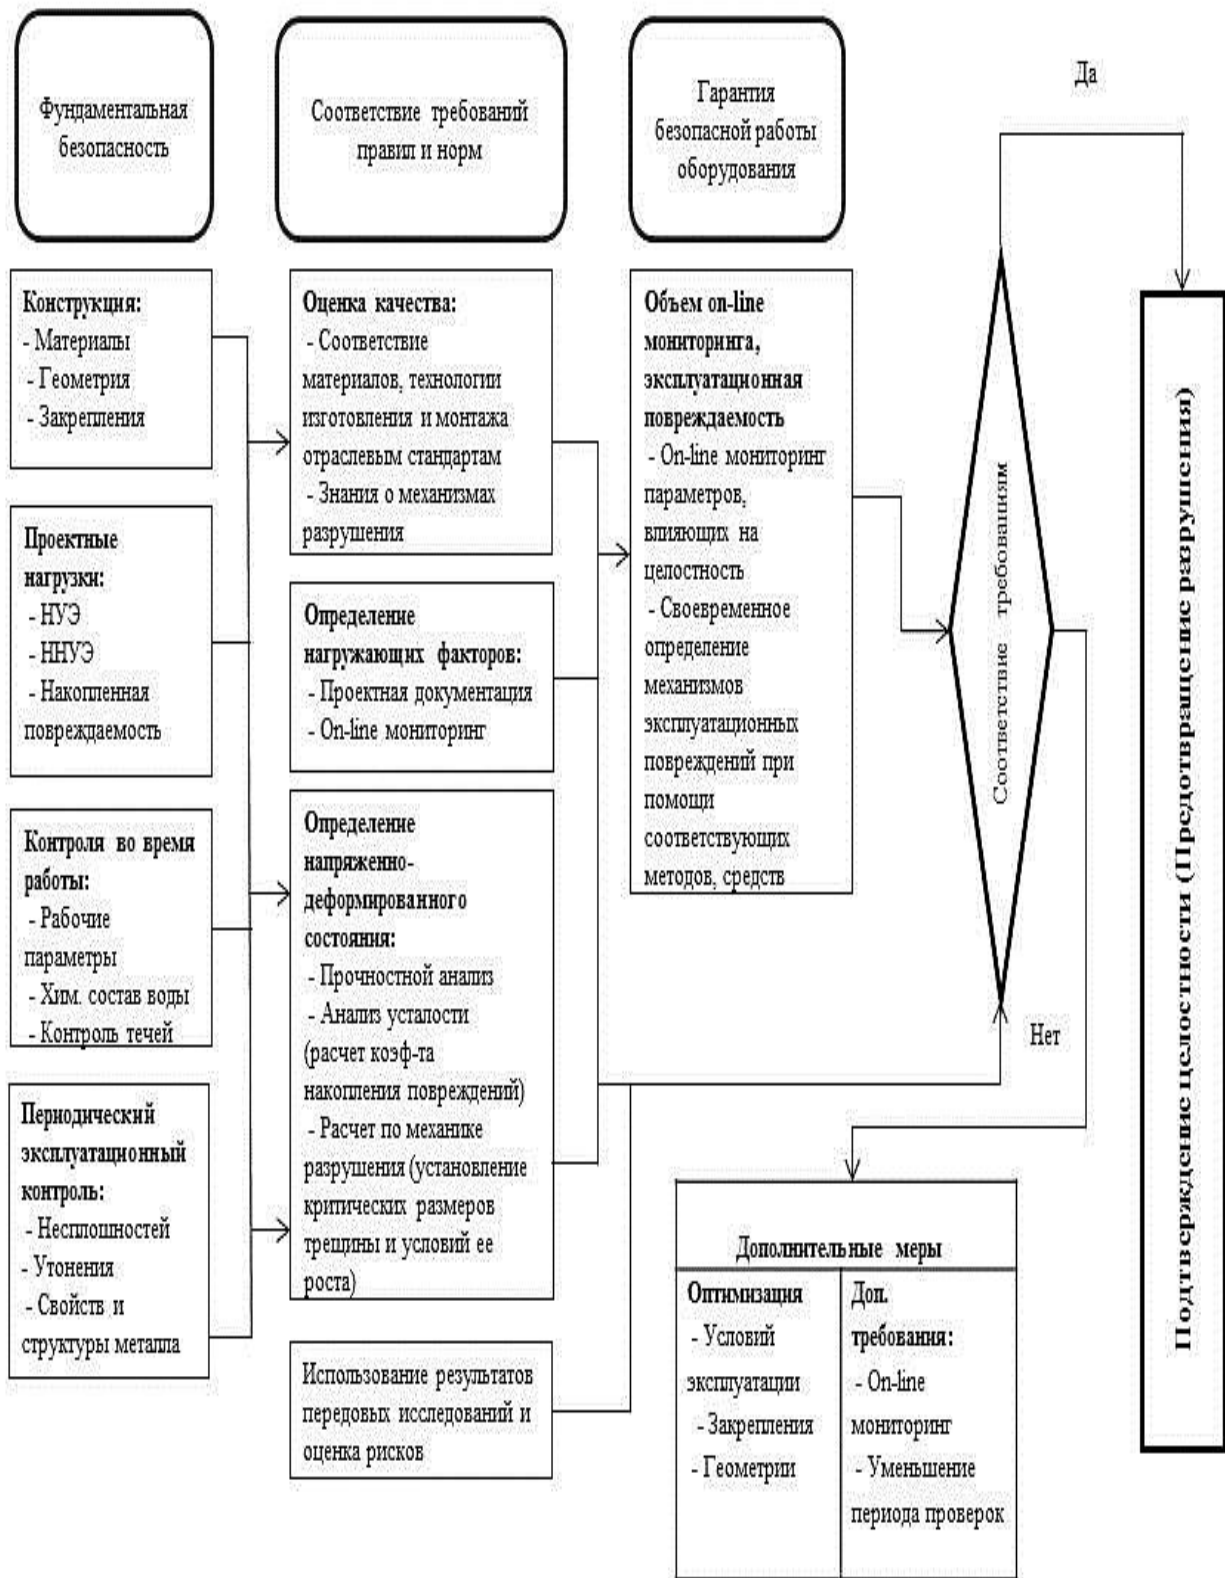 Фундаментальная
безопасность
Соответствие требований
правил и норм
Гарантия
безопасной работы
оборудования
Да
Конструкция:
- Материалы
- Геометрия
- Закрепления
Проектные
нагрузки:
- НУЭ
- ННУЭ
- Накопленная
повреждаемость
Контроля во время
работы:
- Рабочие
параметры
- Хим. состав воды
- Контроль течей
Периодический
эксплуатационный
контроль:
- Несплошностей
- Утонения
- Свойств и
структуры металла
Оценка качества:
- Соответствие
материалов, технологии
изготовления и монтажа
отраслевым стандартам
- Знания о механизмах
разрушения
Определение
нагружающих факторов:
- Проектная документация
- On-line мониторинг
Определение
напряженно-
деформированного
состояния:
- Прочностной анализ
- Анализ усталости
(расчет коэф-та
накопления повреждений)
- Расчет по механике
разрушения (установление
критических размеров
трещины и условий ее
роста)
Использование результатов
передовых исследований и
оценка рисков
Объем on-line
мониторинга,
эксплуатационная
повреждаемость
- On-line мониторинг
параметров,
влияющих на
целостность
- Своевременное
определение
механизмов
эксплуатационных
повреждений при
помощи
соответствующих
методов, средств
Соответствие требованиям
Нет
Дополнительные меры
Оптимизация
- Условий
эксплуатации
- Закрепления
- Геометрии
Доп.
требования:
- On-line
мониторинг
- Уменьшение
периода проверок
Подтверждение целостности (Предотвращение разрушения)